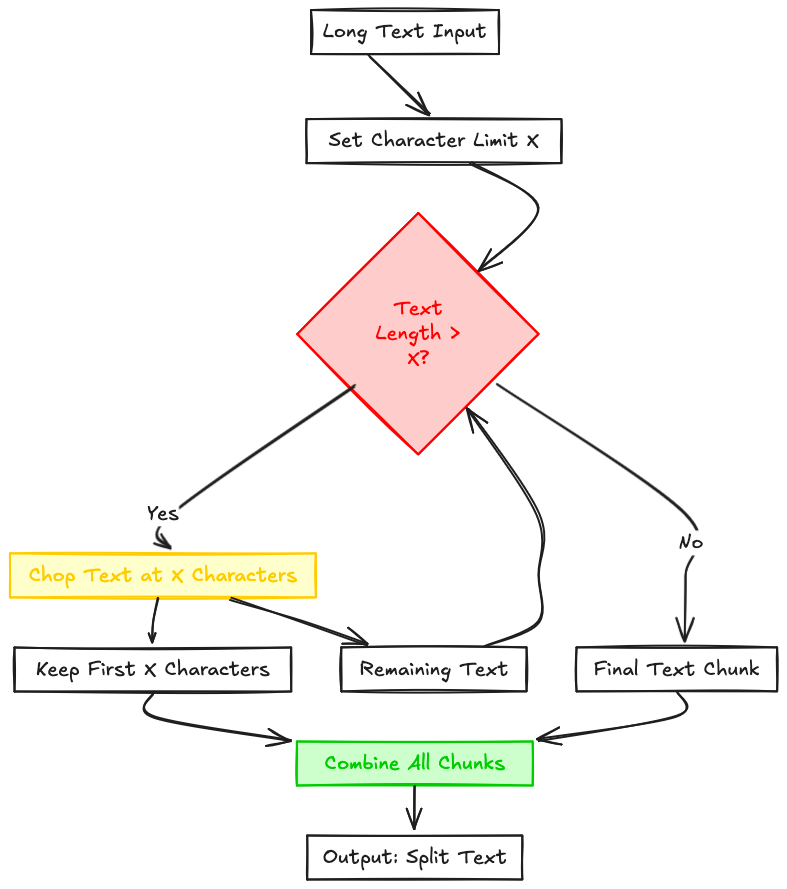 Long Text Input
Set Character Limit X
Text
Length >
X?
Yes
No
Chop Text at X Characters
Keep First X Characters
Remaining Text
Final Text Chunk
Combine All Chunks
Output: Split Text